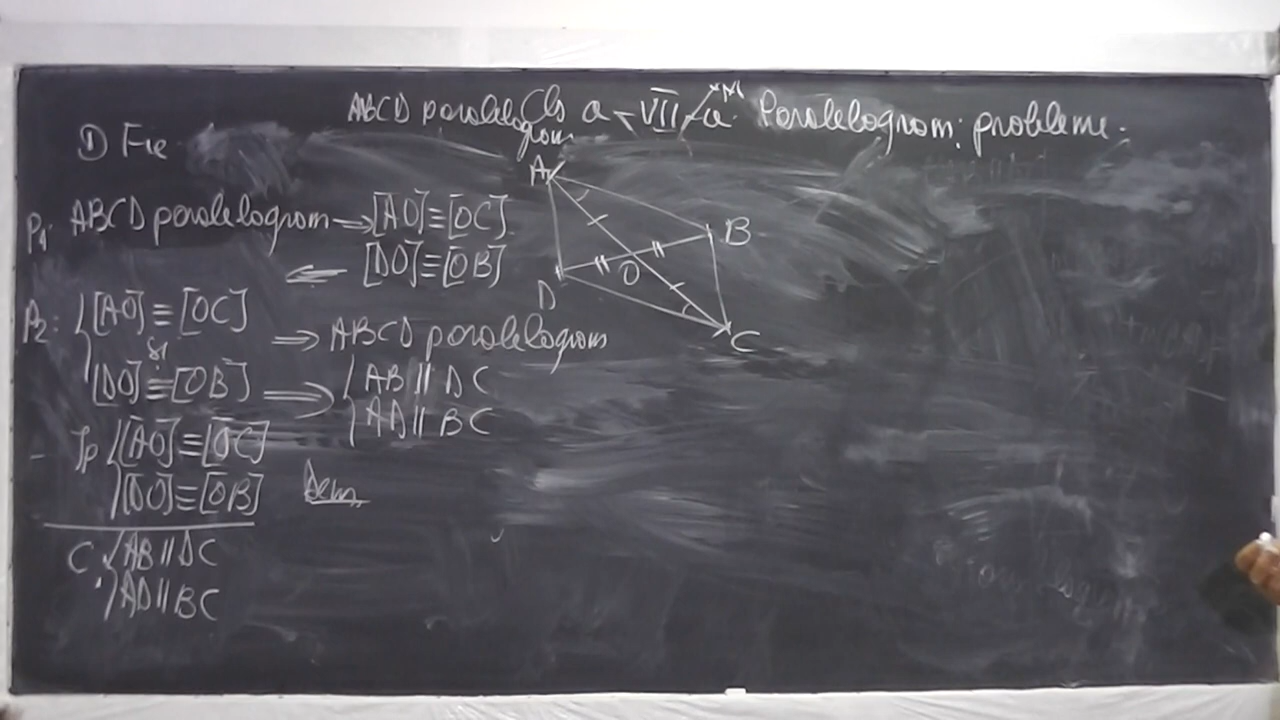 ABCD paralelogram
Cls a VII-a. Paralelogram: probleme.
1) Fie
P1. ABCD paralelogram → [AO]≡[OC]
⇐ [DO]≡[OB]
P2: [AO]≡[OC]
și ⇒ ABCD paralelogram
[DO]≡[OB] ⇒ AB || DC
AD || BC
Ip [AO]≡[OC]
[DO]≡[OB] Dem
C: AB || DC
AD || BC
A
B
O
D
C
M